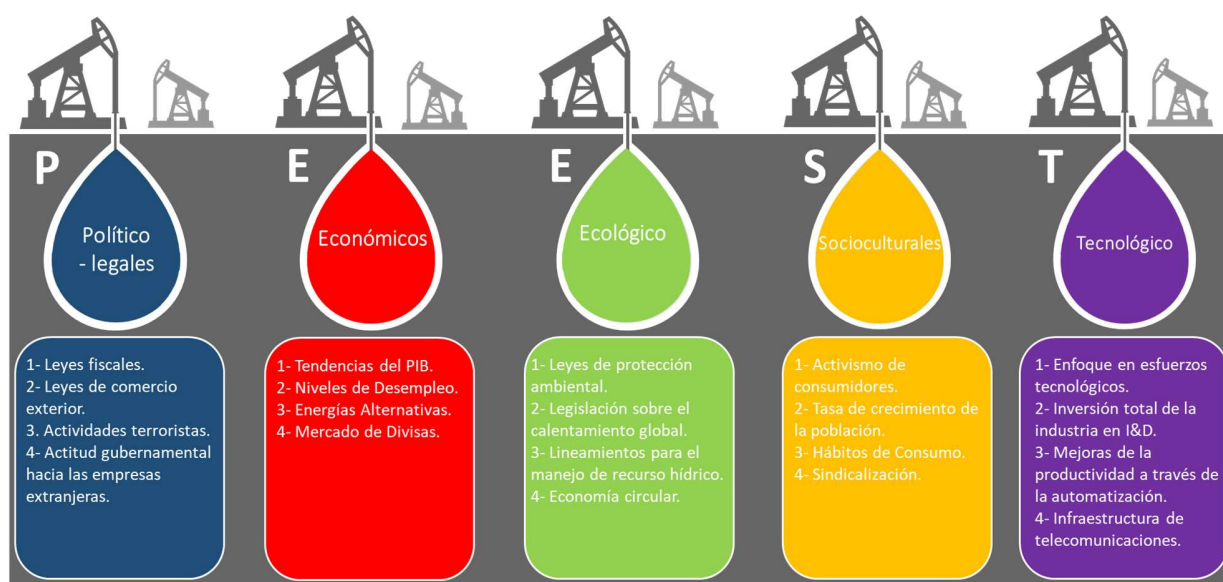 P
Político
- legales
1- Leyes fiscales.
2- Leyes de comercio
exterior.
3. Actividades terroristas.
4- Actitud gubernamental
hacia las empresas
extranjeras.
E
Económicos
1- Tendencias del PIB.
2- Niveles de Desempleo.
3- Energías Alternativas.
4- Mercado de Divisas.
E
Ecológico
1- Leyes de protección
ambiental.
2- Legislación sobre el
calentamiento global.
3- Lineamientos para el
manejo de recurso hídrico.
4- Economía circular.
S
Socioculturales
1- Activismo de
consumidores.
2- Tasa de crecimiento de
la población.
3- Hábitos de Consumo.
4- Sindicalización.
T
Tecnológico
1- Enfoque en esfuerzos
tecnológicos.
2- Inversión total de la
industria en I&D.
3- Mejoras de la
productividad a través de
la automatización.
4- Infraestructura de
telecomunicaciones.